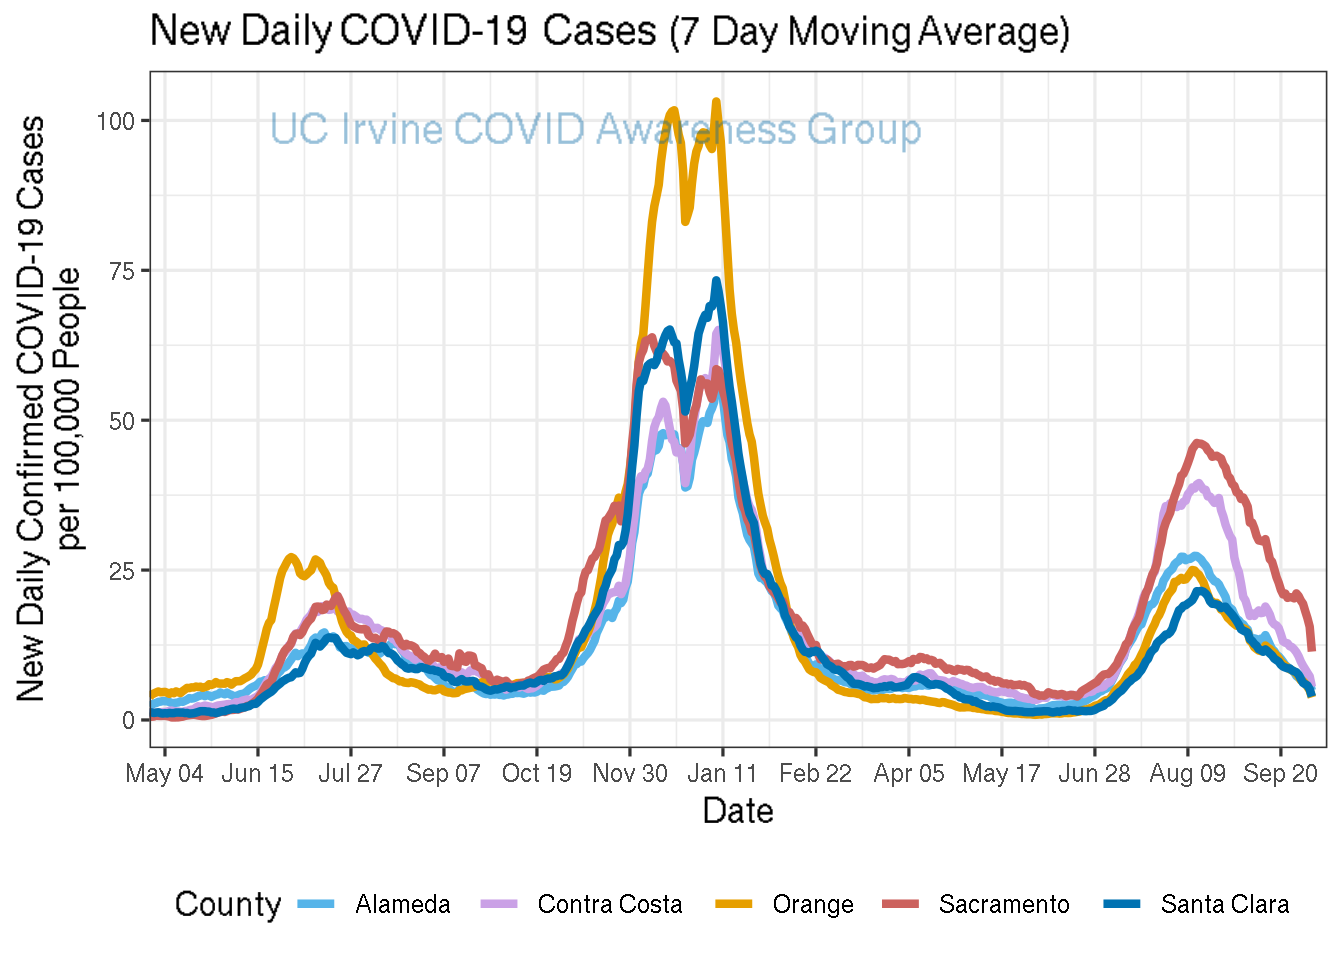 New Daily COVID-19 Cases (7 Day Moving Average)
UC Irvine COVID Awareness Group
New Daily Confirmed COVID-19 Cases
per 100,000 People
100
75
50
25
0
May 04 Jun 15 Jul 27 Sep 07 Oct 19 Nov 30 Jan 11 Feb 22 Apr 05 May 17 Jun 28 Aug 09 Sep 20
Date
County Alameda Contra Costa Orange Sacramento Santa Clara